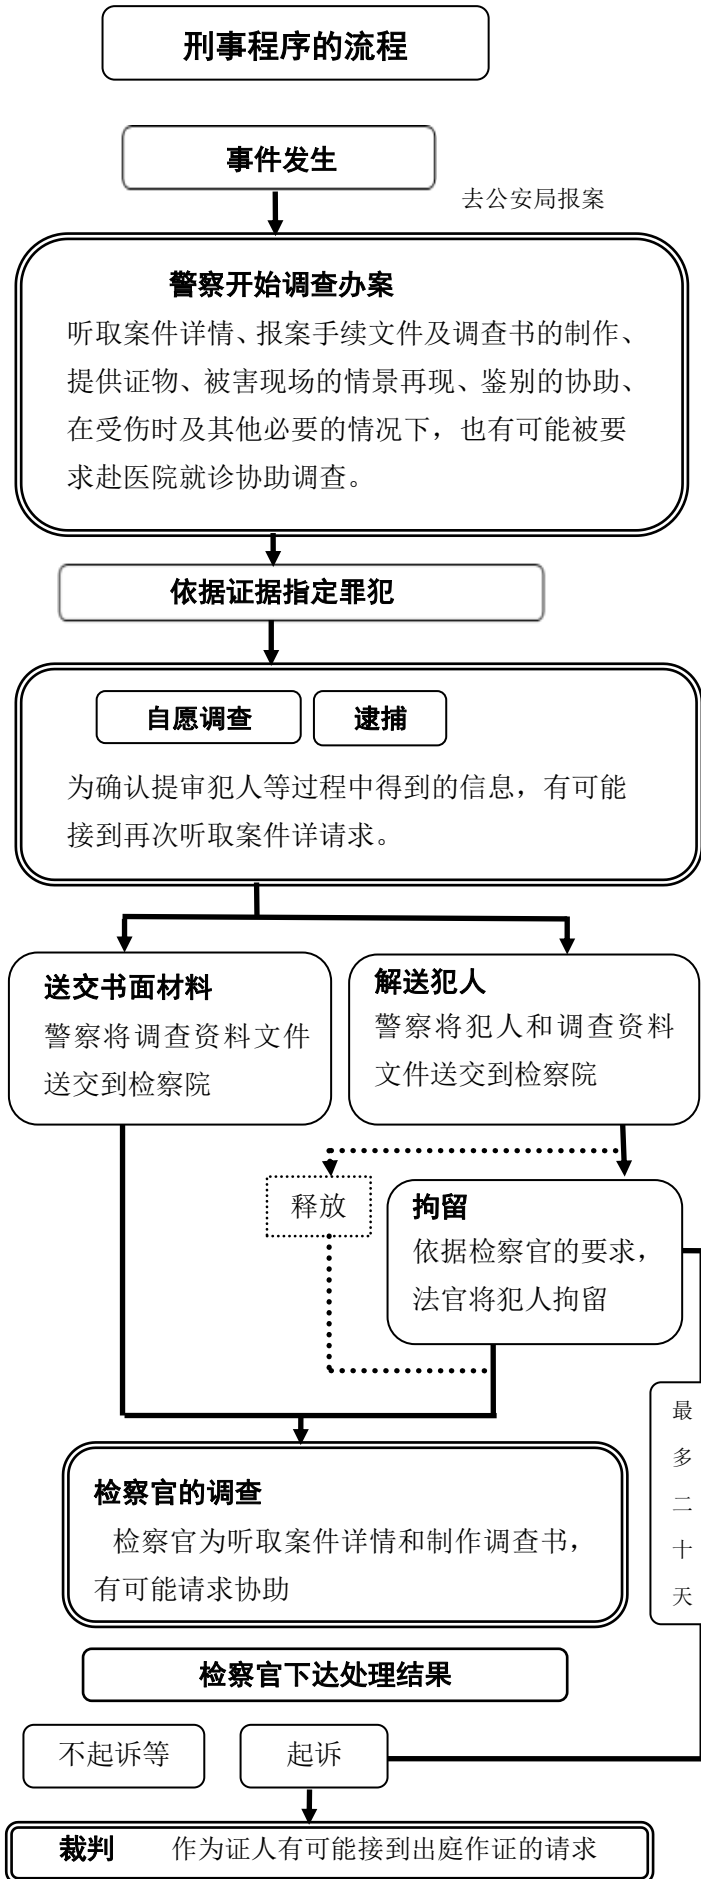 刑事程序的流程
事件发生
去公安局报案
警察开始调查办案
听取案件详情、报案手续文件及调查书的制作、
提供证物、被害现场的情景再现、鉴别的协助、
在受伤时及其他必要的情况下，也有可能被要
求赴医院就诊协助调查。
依据证据指定罪犯
自愿调查
逮捕
为确认提审犯人等过程中得到的信息，有可能
接到再次听取案件详请求。
送交书面材料
警察将调查资料文件
送交到检察院
解送犯人
警察将犯人和调查资料
文件送交到检察院
释放
拘留
依据检察官的要求，
法官将犯人拘留
最
多
二
十
天
检察官的调查
检察官为听取案件详情和制作调查书，
有可能请求协助
检察官下达处理结果
不起诉等
起诉
裁判 作为证人有可能接到出庭作证的请求